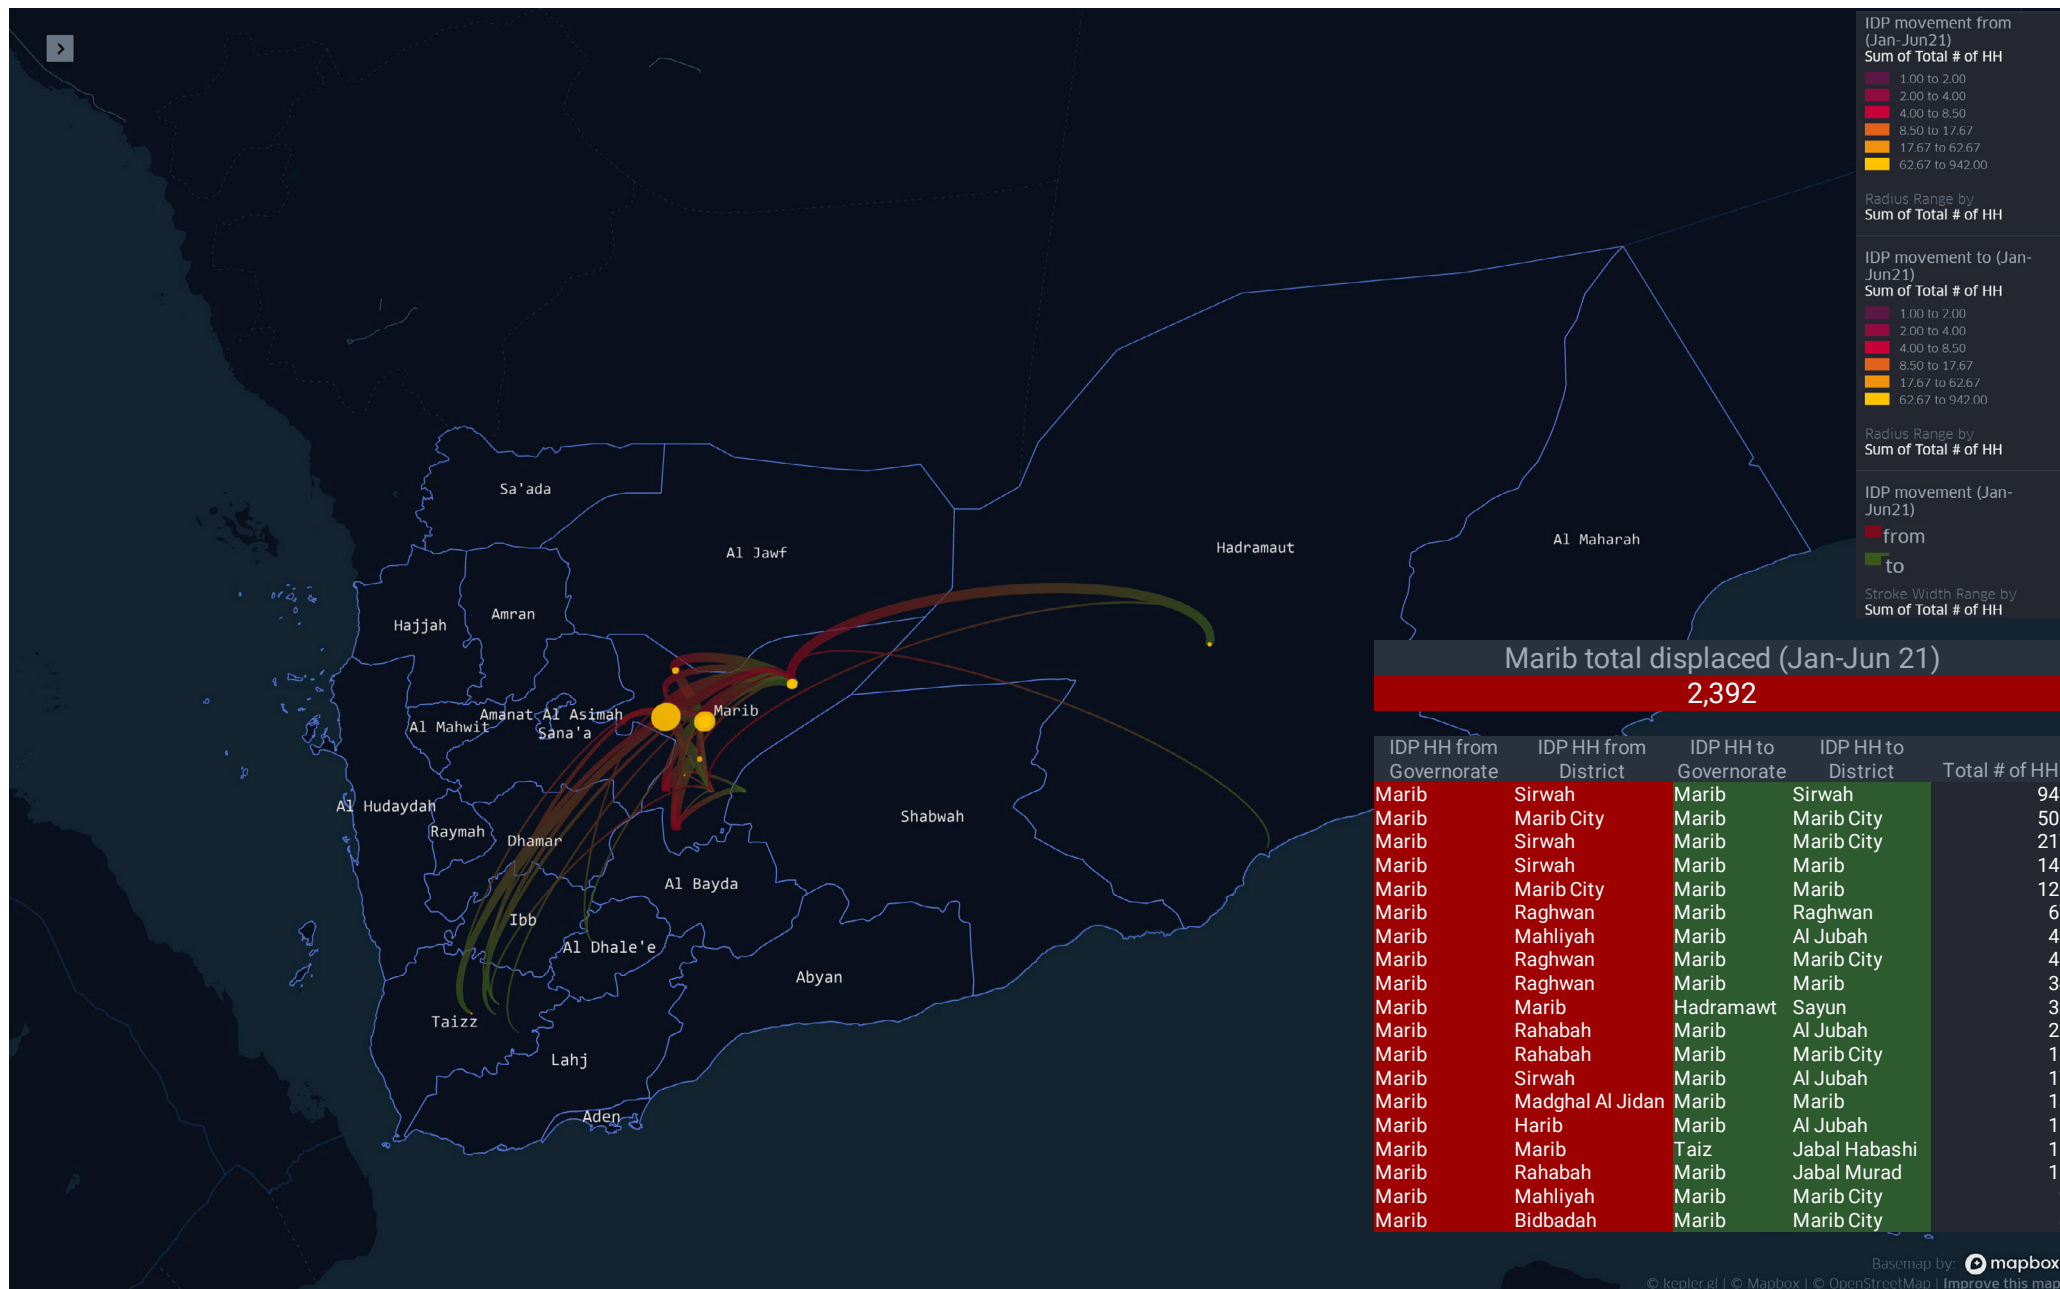 IDP movement from
(Jan-Jun21)
Sum of Total # of HH
1.00 to 2.00
2.00 to 4.00
4.00 to 8.50
8.50 to 17.67
17.67 to 62.67
62.67 to 942.00
Radius Range by
Sum of Total # of HH
IDP movement to (Jan-
Jun21)
Sum of Total # of HH
1.00 to 2.00
2.00 to 4.00
4.00 to 8.50
8.50 to 17.67
17.67 to 62.67
62.67 to 942.00
Radius Range by
Sum of Total # of HH
IDP movement (Jan-
Jun21)
from
to
Stroke Width Range by
Sum of Total # of HH
Sa'ada
Al Jawf
Hadramaut
Al Maharah
Hajjah
Amran
Marib
Amanat Al Asimah
Al Mahwit
Sana'a
Al Hudaydah
Raymah
Dhamar
Shabwah
Al Bayda
Ibb
Al Dhale'e
Abyan
Taizz
Lahj
Aden
Marib total displaced (Jan-Jun 21)
2,392
IDP HH from Governorate IDP HH from District IDP HH to Governorate IDP HH to District Total # of HH
Marib Sirwah Marib Sirwah 94
Marib Marib City Marib Marib City 50
Marib Sirwah Marib Marib City 21
Marib Sirwah Marib Marib 14
Marib Marib City Marib Marib 12
Marib Raghwan Marib Raghwan 6
Marib Mahliyah Marib Al Jubah 4
Marib Raghwan Marib Marib City 4
Marib Raghwan Marib Marib 3
Marib Marib Hadramawt Sayun 3
Marib Rahabah Marib Al Jubah 2
Marib Rahabah Marib Marib City 1
Marib Sirwah Marib Al Jubah 1
Marib Madghal Al Jidan Marib Marib 1
Marib Harib Marib Al Jubah 1
Marib Marib Taiz Jabal Habashi 1
Marib Rahabah Marib Jabal Murad 1
Marib Mahliyah Marib Marib City
Marib Bidbadah Marib Marib City
Basemap by: mapbox
© kepler.gl | © Mapbox | © OpenStreetMap | Improve this map